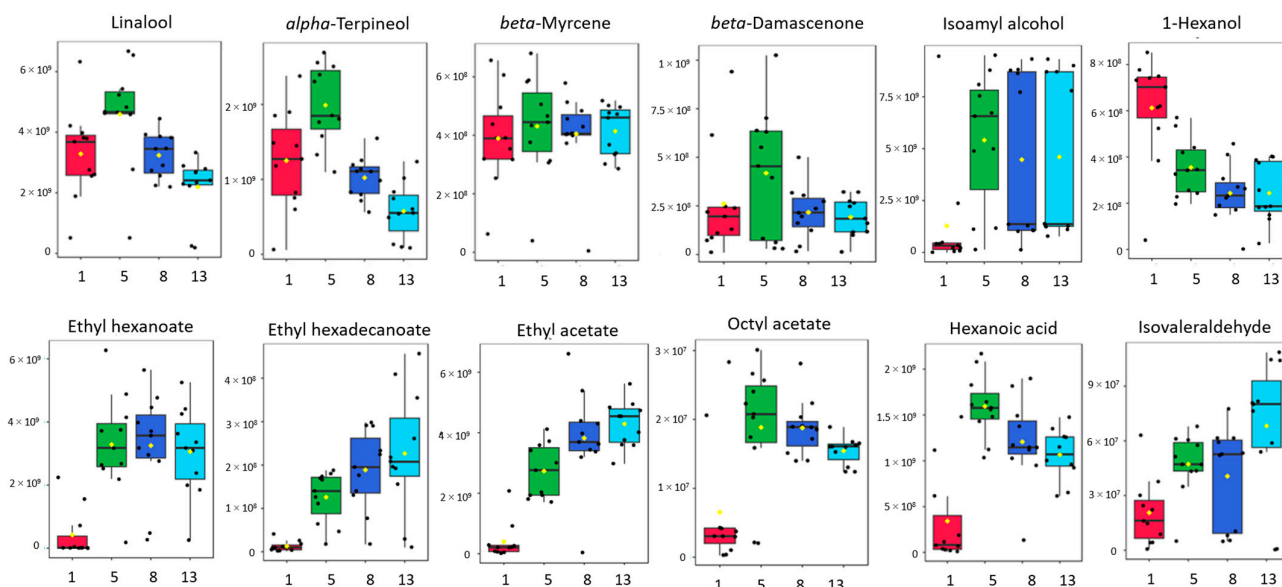 Linalool
6 × 10⁹
4 × 10⁹
2 × 10⁹
0
1 5 8 13
alpha-Terpineol
2 × 10⁹
1 × 10⁹
0
1 5 8 13
beta-Myrcene
6 × 10⁸
4 × 10⁸
2 × 10⁸
0
1 5 8 13
beta-Damascenone
1 × 10⁹
7.5 × 10⁸
5 × 10⁸
2.5 × 10⁸
0
1 5 8 13
Isoamyl alcohol
7.5 × 10⁹
5 × 10⁹
2.5 × 10⁹
0
1 5 8 13
1-Hexanol
8 × 10⁸
6 × 10⁸
4 × 10⁸
2 × 10⁸
0
1 5 8 13
Ethyl hexanoate
6 × 10⁹
4 × 10⁹
2 × 10⁹
0
1 5 8 13
Ethyl hexadecanoate
4 × 10⁸
3 × 10⁸
2 × 10⁸
1 × 10⁸
0
1 5 8 13
Ethyl acetate
6 × 10⁹
4 × 10⁹
2 × 10⁹
0
1 5 8 13
Octyl acetate
3 × 10⁷
2 × 10⁷
1 × 10⁷
0
1 5 8 13
Hexanoic acid
2 × 10⁹
1.5 × 10⁹
1 × 10⁹
5 × 10⁸
0
1 5 8 13
Isovaleraldehyde
9 × 10⁷
6 × 10⁷
3 × 10⁷
0
1 5 8 13